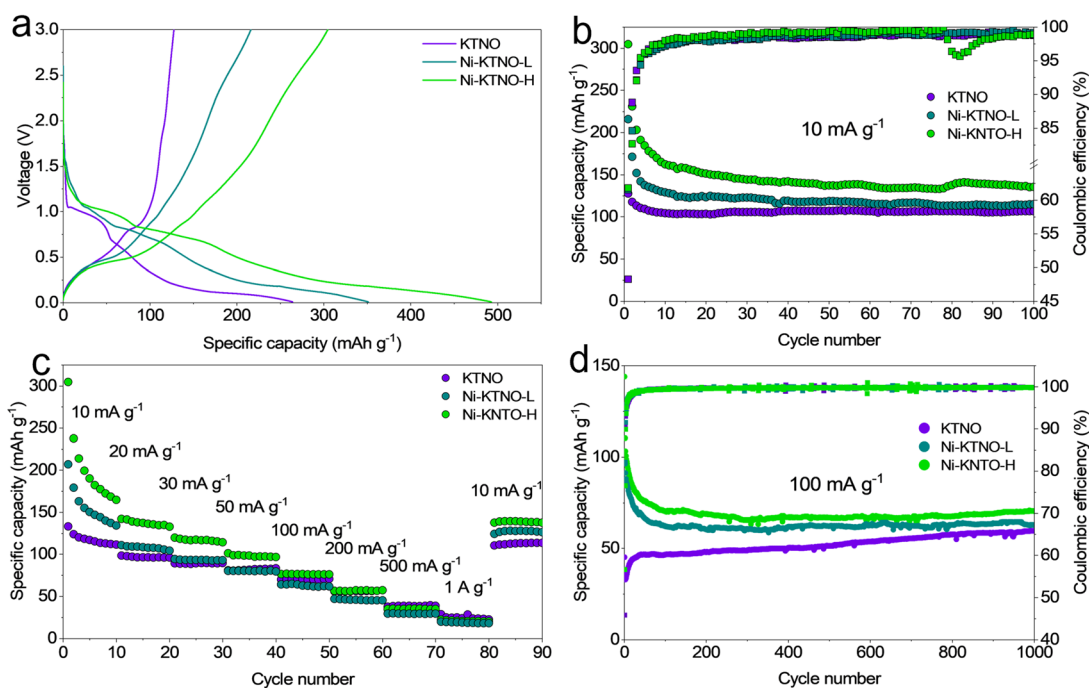 a
KTNO
Ni-KTNO-L
Ni-KTNO-H
Voltage (V)
3.0
2.5
2.0
1.5
1.0
0.5
0.0
0 100 200 300 400 500
Specific capacity (mAh g-1)
b
KTNO
Ni-KTNO-L
Ni-KNTO-H
10 mA g-1
Specific capacity (mAh g-1)
300
250
200
150
100
50
0
Coulombic efficiency (%)
100
95
90
85
60
55
50
45
0 10 20 30 40 50 60 70 80 90 100
Cycle number
c
KTNO
Ni-KTNO-L
Ni-KNTO-H
10 mA g-1
20 mA g-1
30 mA g-1
50 mA g-1
100 mA g-1
200 mA g-1
500 mA g-1
1 A g-1
10 mA g-1
Specific capacity (mAh g-1)
300
250
200
150
100
50
0
0 10 20 30 40 50 60 70 80 90
Cycle number
d
KTNO
Ni-KTNO-L
Ni-KNTO-H
100 mA g-1
Specific capacity (mAh g-1)
150
100
50
0
Coulombic efficiency (%)
100
90
80
70
60
50
40
0 200 400 600 800 1000
Cycle number